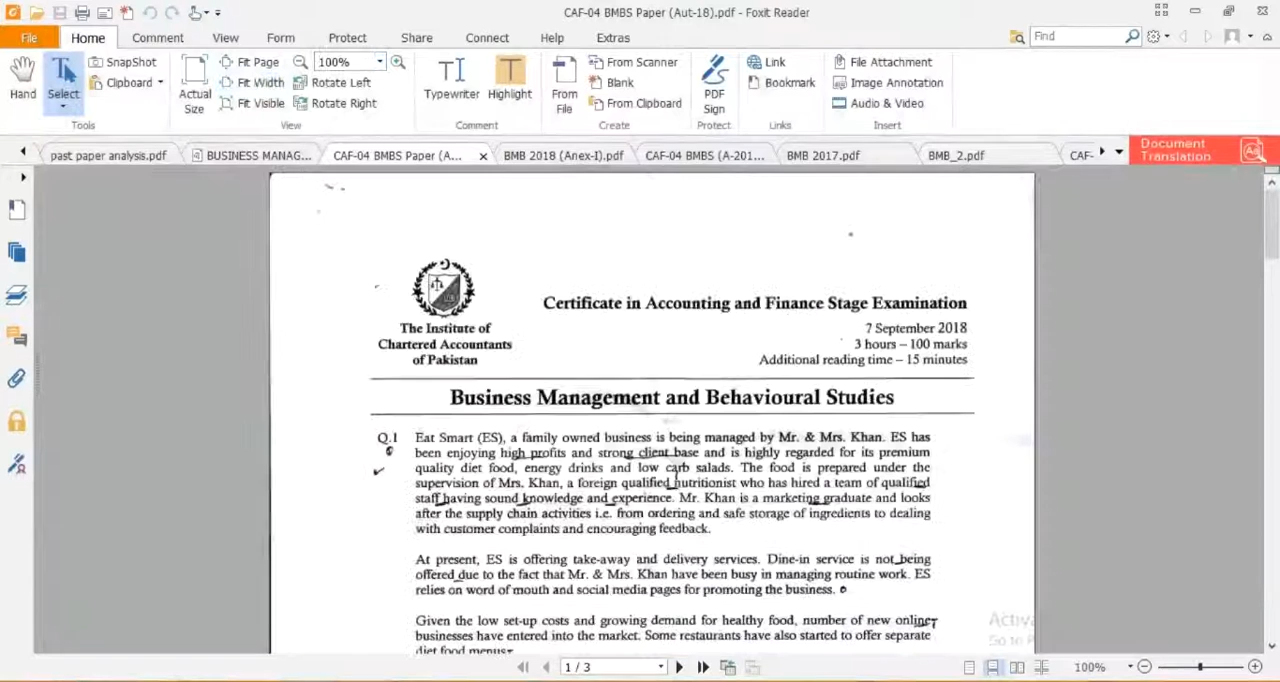 CAF-04 BMBS Paper (Aut-18).pdf - Foxit Reader
File Home Comment View Form Protect Share Connect Help Extras
Find
Hand
Select
SnapShot
Clipboard
Tools
Actual Size
Fit Page
Fit Width
Fit Visible
100%
Rotate Left
Rotate Right
View
Typewriter
Highlight
Comment
From File
From Scanner
Blank
From Clipboard
Create
PDF Sign
Protect
Link
Bookmark
Links
File Attachment
Image Annotation
Audio & Video
Insert
past paper analysis.pdf
BUSINESS MANAG...
CAF-04 BMBS Paper (A...
BMB 2018 (Anex-I).pdf
CAF-04 BMBS (A-201...
BMB 2017.pdf
BMB_2.pdf
CAF-
Document Translation
The Institute of
Chartered Accountants
of Pakistan
Certificate in Accounting and Finance Stage Examination
7 September 2018
3 hours – 100 marks
Additional reading time – 15 minutes
Business Management and Behavioural Studies
Q.1 Eat Smart (ES), a family owned business is being managed by Mr. & Mrs. Khan. ES has
been enjoying high profits and strong client base and is highly regarded for its premium
quality diet food, energy drinks and low carb salads. The food is prepared under the
supervision of Mrs. Khan, a foreign qualified nutritionist who has hired a team of qualified
staff having sound knowledge and experience. Mr. Khan is a marketing graduate and looks
after the supply chain activities i.e. from ordering and safe storage of ingredients to dealing
with customer complaints and encouraging feedback.
At present, ES is offering take-away and delivery services. Dine-in service is not being
offered due to the fact that Mr. & Mrs. Khan have been busy in managing routine work. ES
relies on word of mouth and social media pages for promoting the business.
Given the low set-up costs and growing demand for healthy food, number of new online
businesses have entered into the market. Some restaurants have also started to offer separate
diet food menus
1 / 3
100%